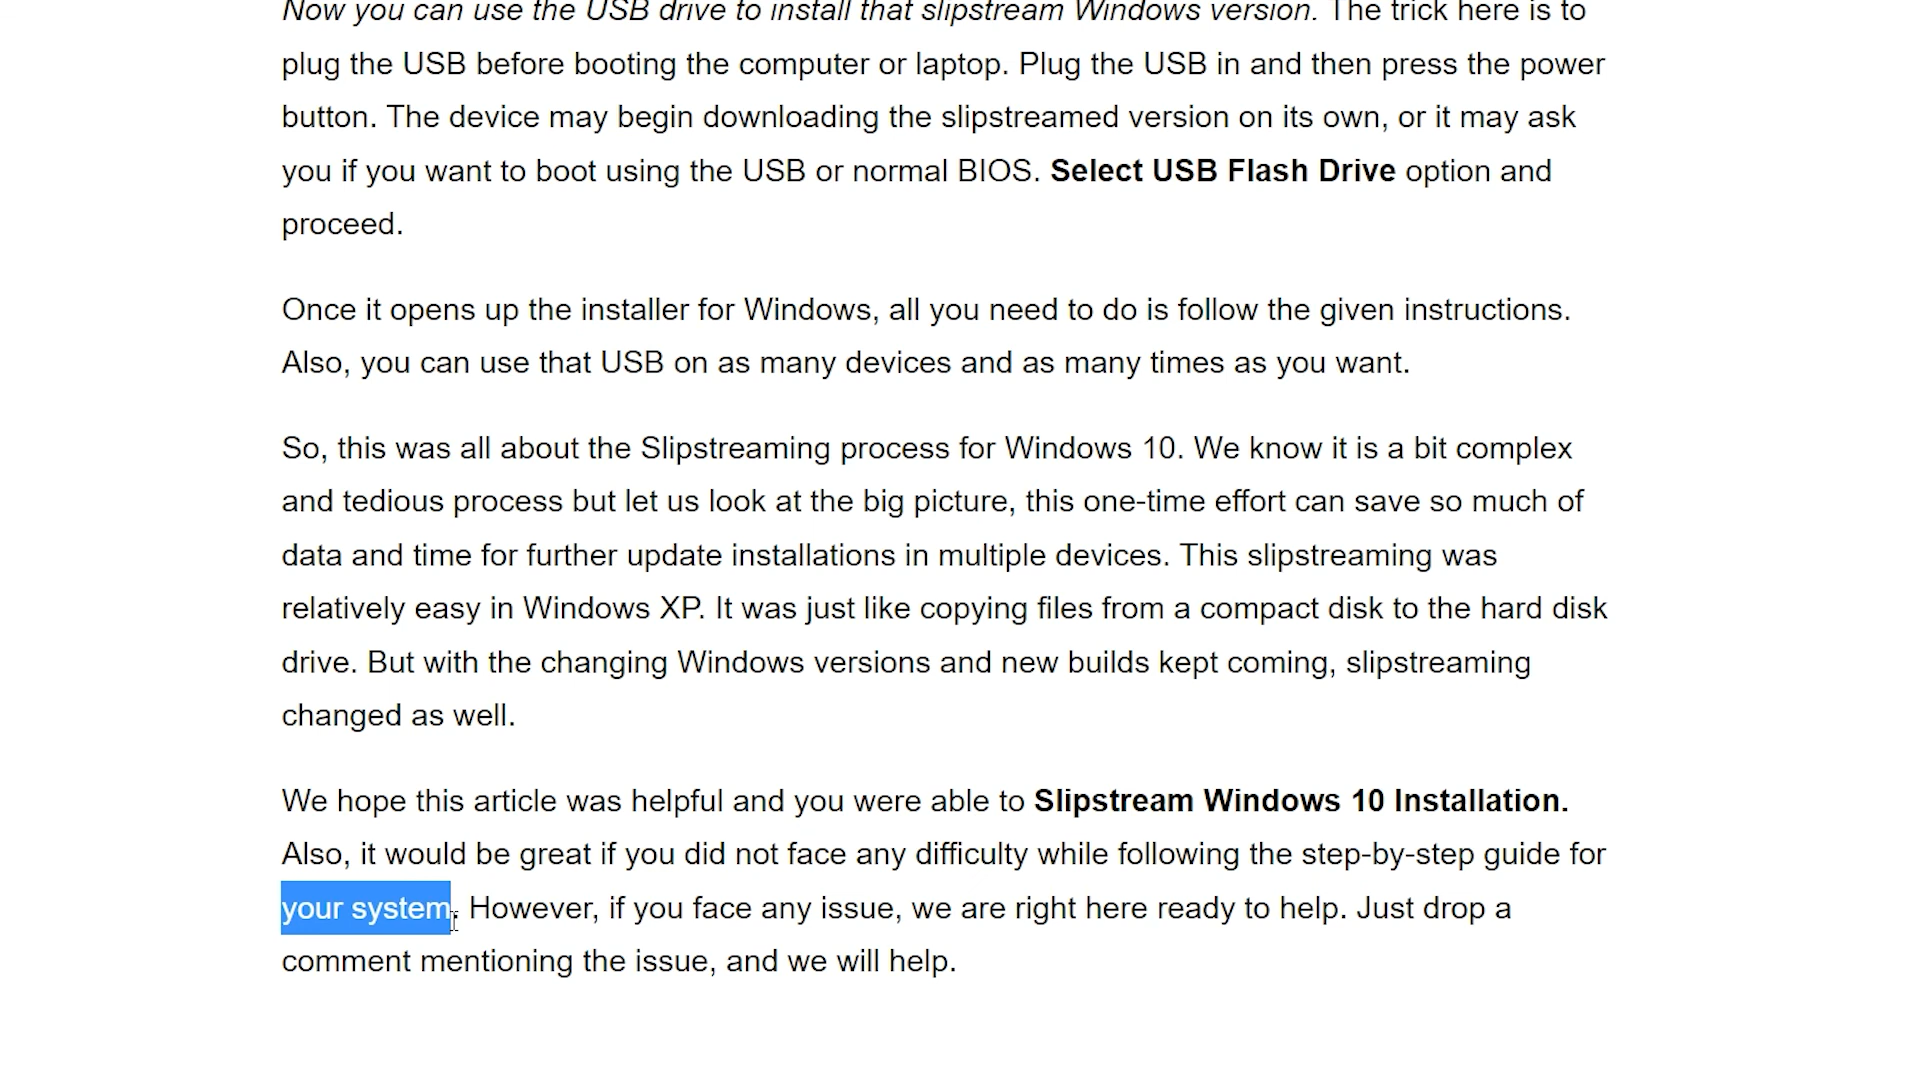 Now you can use the USB drive to install that slipstream Windows version. The trick here is to
plug the USB before booting the computer or laptop. Plug the USB in and then press the power
button. The device may begin downloading the slipstreamed version on its own, or it may ask
you if you want to boot using the USB or normal BIOS. Select USB Flash Drive option and
proceed.
Once it opens up the installer for Windows, all you need to do is follow the given instructions.
Also, you can use that USB on as many devices and as many times as you want.
So, this was all about the Slipstreaming process for Windows 10. We know it is a bit complex
and tedious process but let us look at the big picture, this one-time effort can save so much of
data and time for further update installations in multiple devices. This slipstreaming was
relatively easy in Windows XP. It was just like copying files from a compact disk to the hard disk
drive. But with the changing Windows versions and new builds kept coming, slipstreaming
changed as well.
We hope this article was helpful and you were able to Slipstream Windows 10 Installation.
Also, it would be great if you did not face any difficulty while following the step-by-step guide for
your system. However, if you face any issue, we are right here ready to help. Just drop a
comment mentioning the issue, and we will help.